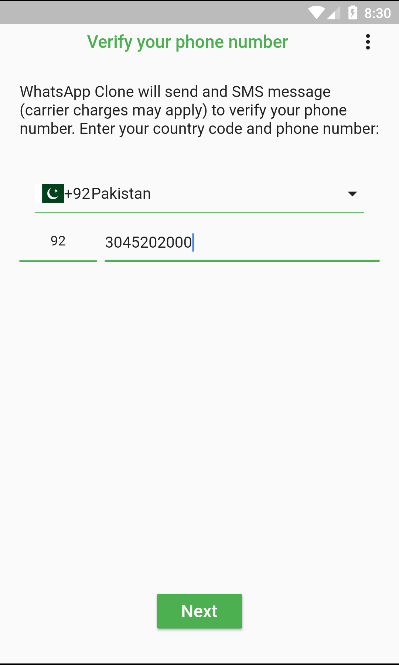 8:30
Verify your phone number
WhatsApp Clone will send and SMS message
(carrier charges may apply) to verify your phone
number. Enter your country code and phone number:
+92Pakistan
92 3045202000
Next